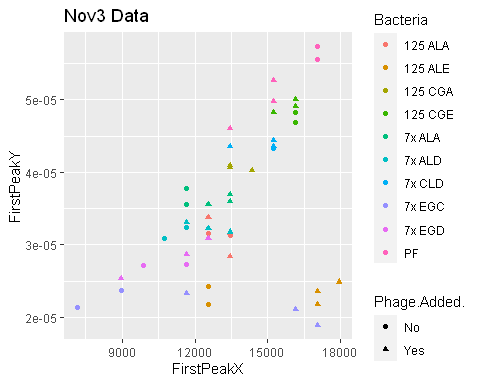 Nov3 Data
FirstPeakY
5e-05
4e-05
3e-05
2e-05
9000
12000
15000
18000
FirstPeakX
Bacteria
125 ALA
125 ALE
125 CGA
125 CGE
7x ALA
7x ALD
7x CLD
7x EGC
7x EGD
PF
Phage.Added.
No
Yes